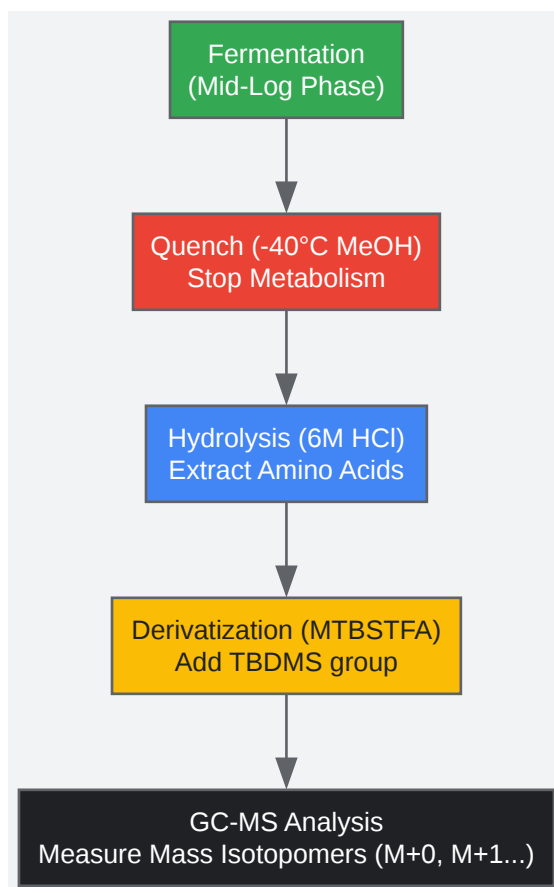 Fermentation
(Mid-Log Phase)
Quench (-40°C MeOH)
Stop Metabolism
Hydrolysis (6M HCl)
Extract Amino Acids
Derivatization (MTBSTFA)
Add TBDMS group
GC-MS Analysis
Measure Mass Isotopomers (M+0, M+1...)